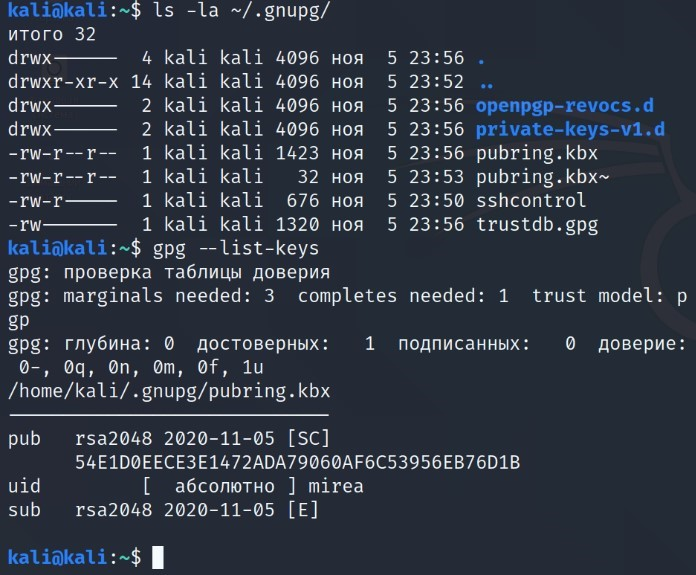 kali@kali:~$ ls -la ~/.gnupg/
итого 32
drwx------  4 kali kali 4096 ноя  5 23:56 .
drwxr-xr-x 14 kali kali 4096 ноя  5 23:52 ..
drwx------  2 kali kali 4096 ноя  5 23:56 openpgp-revocs.d
drwx------  2 kali kali 4096 ноя  5 23:56 private-keys-v1.d
-rw-r--r--  1 kali kali 1423 ноя  5 23:56 pubring.kbx
-rw-r--r--  1 kali kali   32 ноя  5 23:53 pubring.kbx~
-rw-r-----  1 kali kali  676 ноя  5 23:50 sshcontrol
-rw-------  1 kali kali 1320 ноя  5 23:56 trustdb.gpg
kali@kali:~$ gpg --list-keys
gpg: проверка таблицы доверия
gpg: marginals needed: 3  completes needed: 1  trust model: p
gp
gpg: глубина: 0  достоверных:   1  подписанных:   0  доверие:
 0-, 0q, 0n, 0m, 0f, 1u
/home/kali/.gnupg/pubring.kbx
-----------------------------
pub   rsa2048 2020-11-05 [SC]
      54E1D0EECE3E1472ADA79060AF6C53956EB76D1B
uid         [  абсолютно ] mirea
sub   rsa2048 2020-11-05 [E]
kali@kali:~$